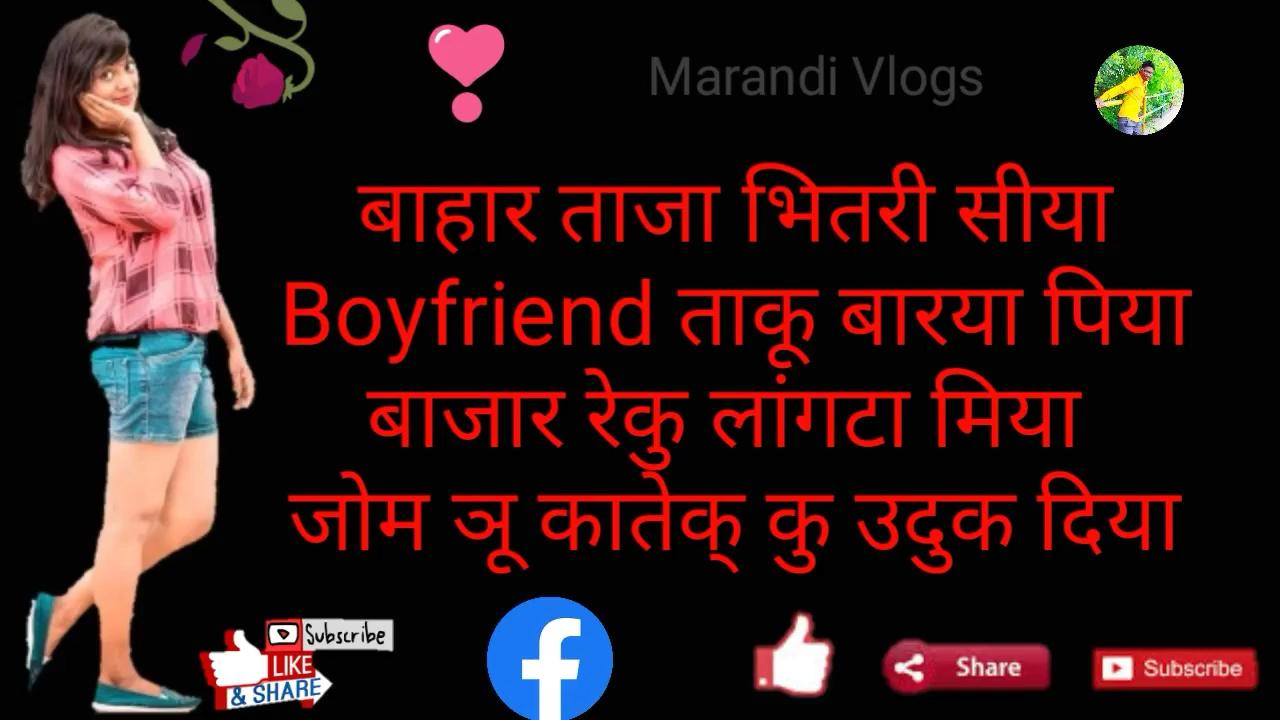 Marandi Vlogs
बाहार ताजा भितरी सीया
Boyfriend ताकू बारया पिया
बाजार रेकु लांगटा मिया
जोम ञू कातेक् कु उदुक दिया
Subscribe
LIKE
& SHARE
Share
Subscribe